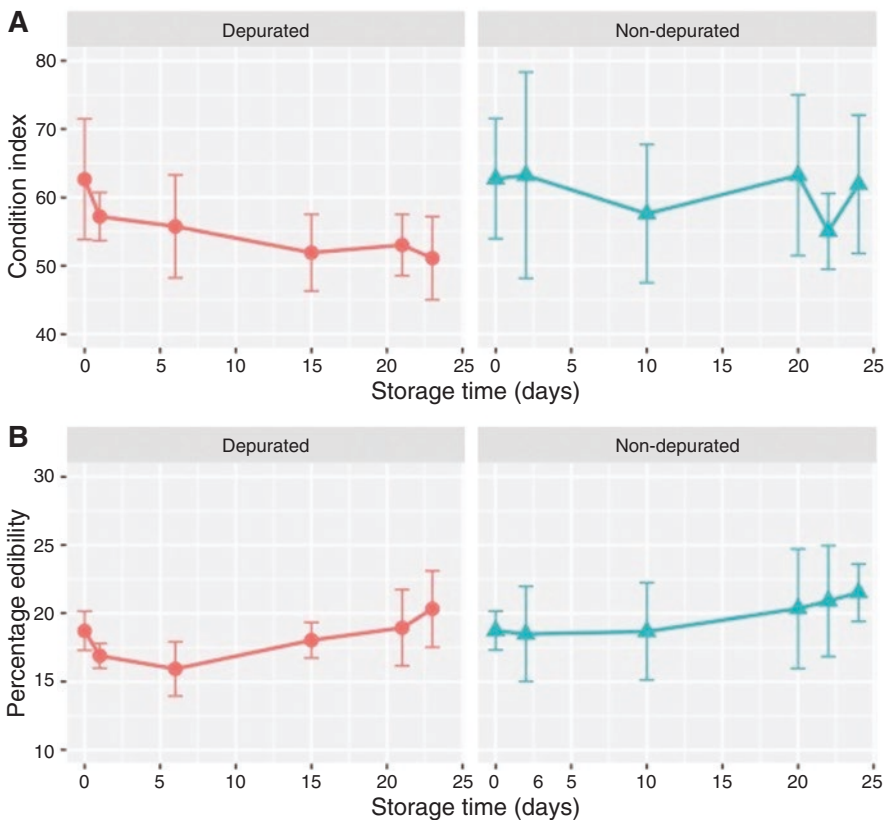 A
Depurated
Non-depurated
Condition index
80
70
60
50
40
0 5 10 15 20 25 0 5 10 15 20 25
Storage time (days)
B
Depurated
Non-depurated
Percentage edibility
30
25
20
15
10
0 5 10 15 20 25 0 6 5 10 15 20 25
Storage time (days)